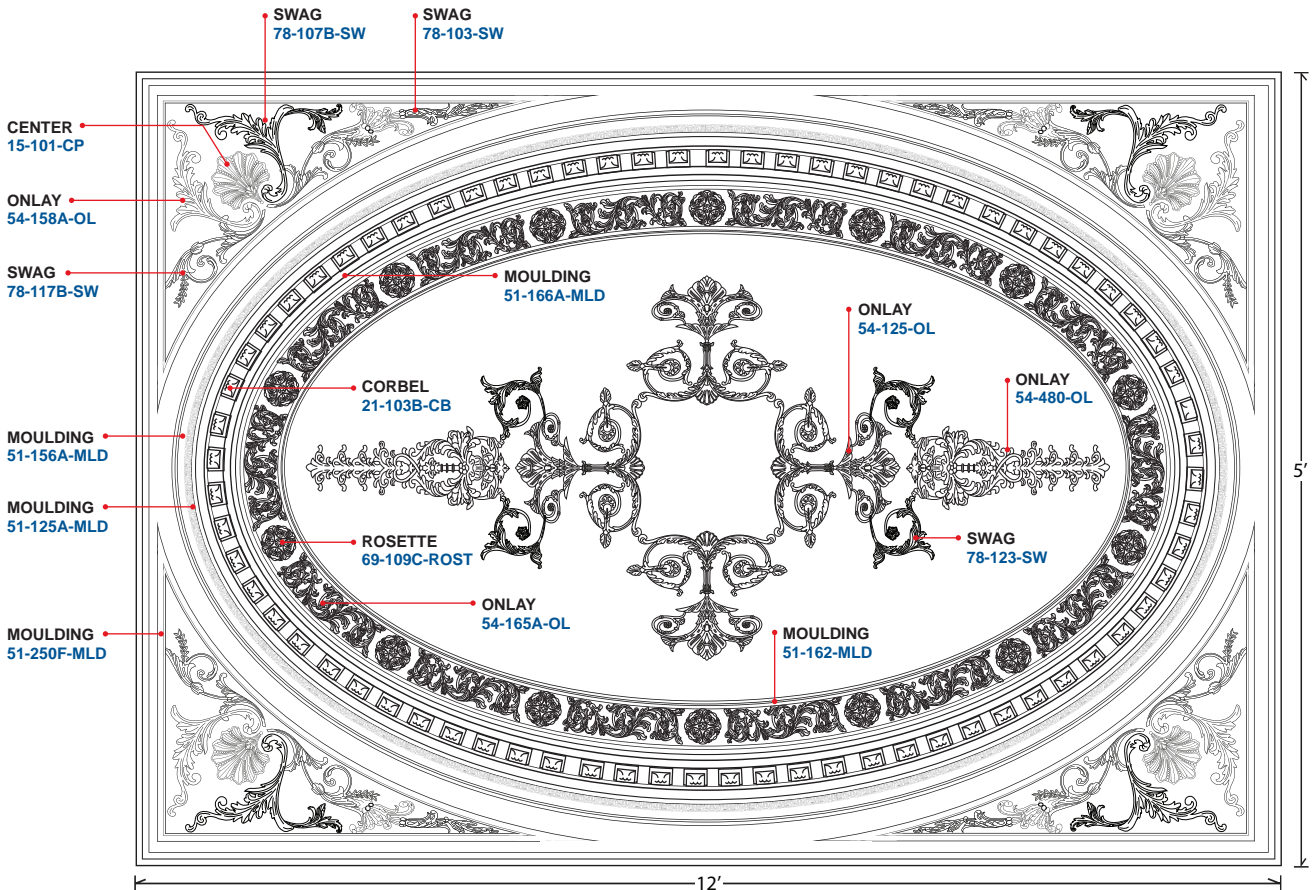 SWAG
78-107B-SW
SWAG
78-103-SW
CENTER
15-101-CP
ONLAY
54-158A-OL
SWAG
78-117B-SW
MOULDING
51-166A-MLD
ONLAY
54-125-OL
CORBEL
21-103B-CB
ONLAY
54-480-OL
MOULDING
51-156A-MLD
5’
MOULDING
51-125A-MLD
ROSETTE
69-109C-ROST
SWAG
78-123-SW
ONLAY
54-165A-OL
MOULDING
51-250F-MLD
MOULDING
51-162-MLD
12’